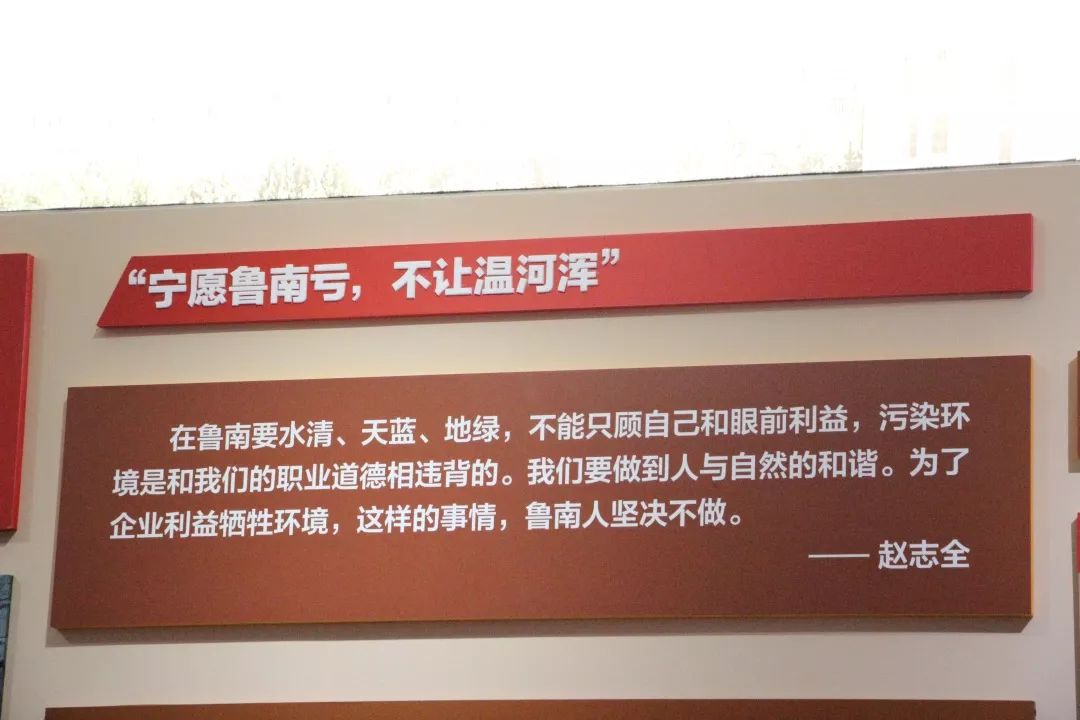 “宁愿鲁南亏，不让温河浑”
在鲁南要水清、天蓝、地绿，不能只顾自己和眼前利益，污染环
境是和我们的职业道德相违背的。我们要做到人与自然的和谐。为了
企业利益牺牲环境，这样的事情，鲁南人坚决不做。
—— 赵志全